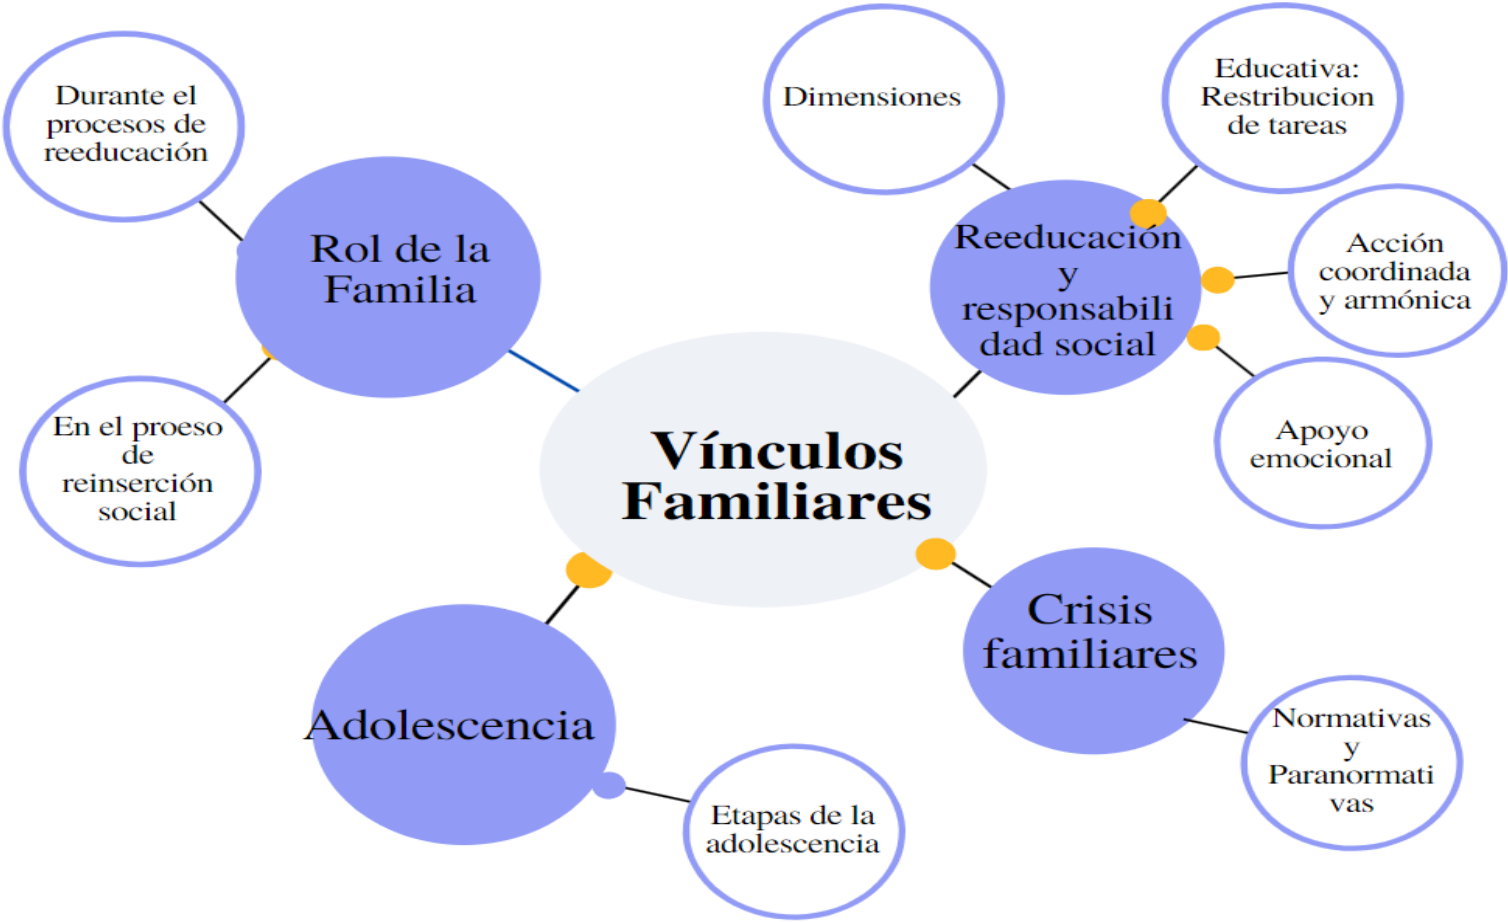 Durante el
procesos de
reeducación
Rol de la
Familia
En el proeso
de
reinserción
social
Dimensiones
Educativa:
Restribucion
de tareas
Reeducación
y
responsabili
dad social
Acción
coordinada
y armónica
Apoyo
emocional
Vínculos
Familiares
Crisis
familiares
Normativas
y
Paranormati
vas
Adolescencia
Etapas de la
adolescencia